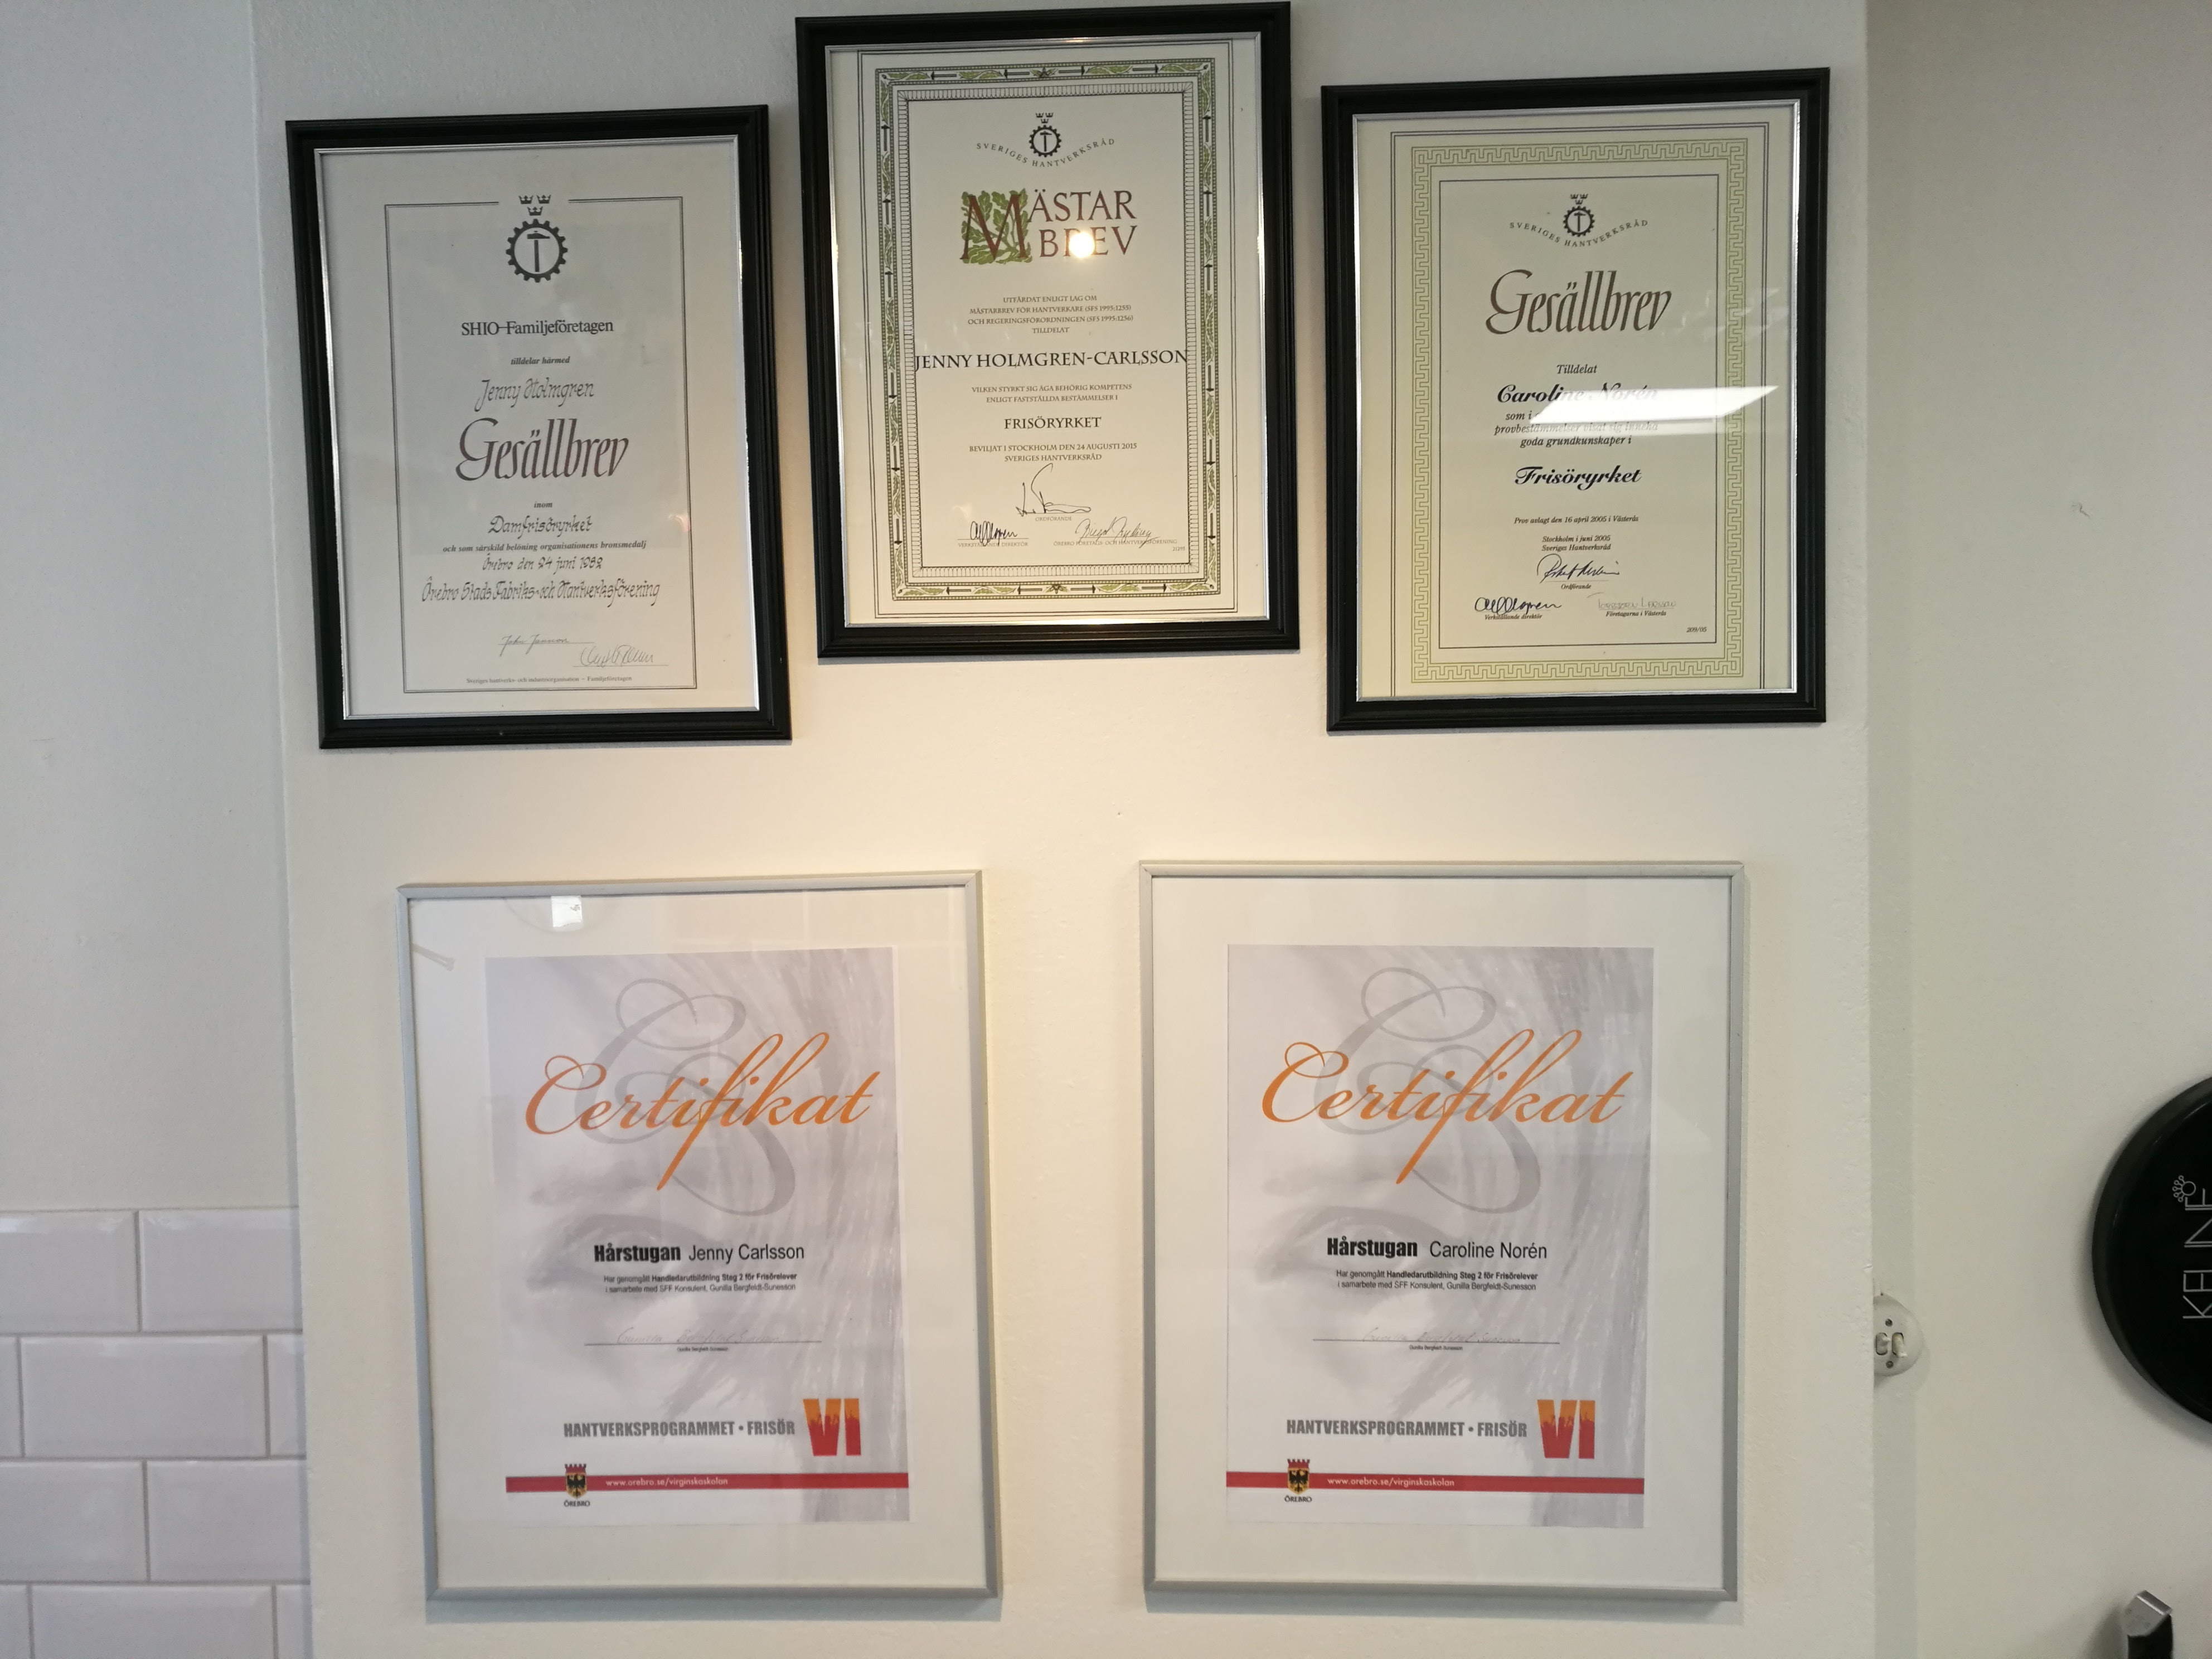 SHIO-Familjeföretagen
tilldelar härmed
Jenny Holmgren
Gesällbrev
inom
Damfrisöryrket
och som särskild belöning organisationens bronsmedalj
Örebro den 24 juni 1982
Örebro Stads Fabriks- och Hantverksförening
Sveriges hantverks- och industriorganisation - Familjeföretagen
SVERIGES HANTVERKSRÅD
MÄSTAR
BREV
UTFÄRDAT ENLIGT LAG OM
MÄSTARBREV FÖR HANTVERKARE (SFS 1995:1255)
OCH REGERINGSFÖRORDNINGEN (SFS 1995:1256)
TILLDELAT
JENNY HOLMGREN-CARLSSON
VILKEN STYRKT SIG ÄGA BEHÖRIG KOMPETENS
ENLIGT FASTSTÄLLDA BESTÄMMELSER I
FRISÖRYRKET
BEVILJAT I STOCKHOLM DEN 24 AUGUSTI 2015
SVERIGES HANTVERKSRÅD
ORDFÖRANDE
DIREKTÖR
ÖREBRO FÖRETAGS- OCH HANTVERKSFÖRENING
SVERIGES HANTVERKSRÅD
Gesällbrev
Tilldelat
Caroline Norén
som i
provbestämmelser visat sig inneha
goda grundkunskaper i
Frisöryrket
Prov avlagt den 16 april 2005 i Västerås
Stockholm i juni 2005
Sveriges Hantverksråd
Ordförande
Verkställande direktör
Företagarna i Västerås
Certifikat
Hårstugan Jenny Carlsson
Har genomgått Handledarutbildning Steg 2 för Frisörelever
i samarbete med SFF Konsulent, Gunilla Bergfeldt-Sunesson
Gunilla Bergfeldt-Sunesson
HANTVERKSPROGRAMMET • FRISÖR VI
www.orebro.se/virginskaskolan
ÖREBRO
Certifikat
Hårstugan Caroline Norén
Har genomgått Handledarutbildning Steg 2 för Frisörelever
i samarbete med SFF Konsulent, Gunilla Bergfeldt-Sunesson
Gunilla Bergfeldt-Sunesson
HANTVERKSPROGRAMMET • FRISÖR VI
www.orebro.se/virginskaskolan
ÖREBRO